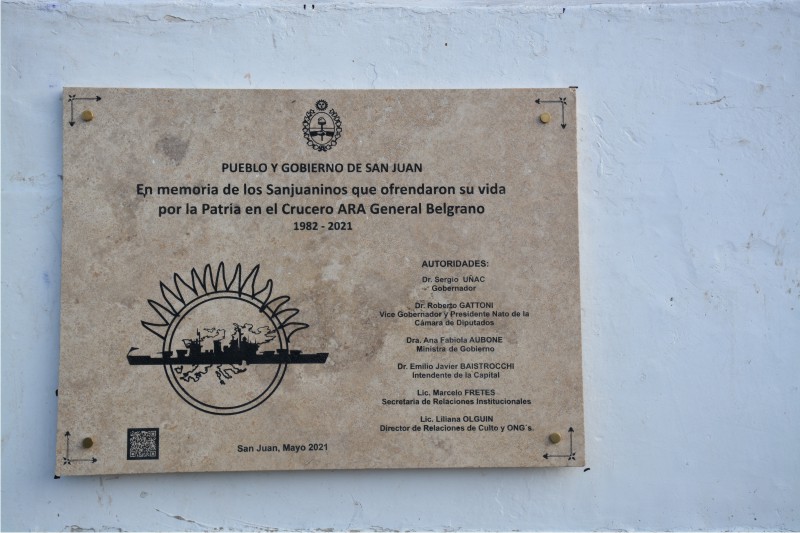 PUEBLO Y GOBIERNO DE SAN JUAN
En memoria de los Sanjuaninos que ofrendaron su vida
por la Patria en el Crucero ARA General Belgrano
1982 - 2021
AUTORIDADES:
Dr. Sergio UÑAC
Gobernador
Dr. Roberto GATTONI
Vice Gobernador y Presidente Nato de la
Cámara de Diputados
Dra. Ana Fabiola AUBONE
Ministra de Gobierno
Dr. Emilio Javier BAISTROCCHI
Intendente de la Capital
Lic. Marcelo FRETES
Secretaria de Relaciones Institucionales
Lic. Liliana OLGUIN
Director de Relaciones de Culto y ONG´s.
San Juan, Mayo 2021